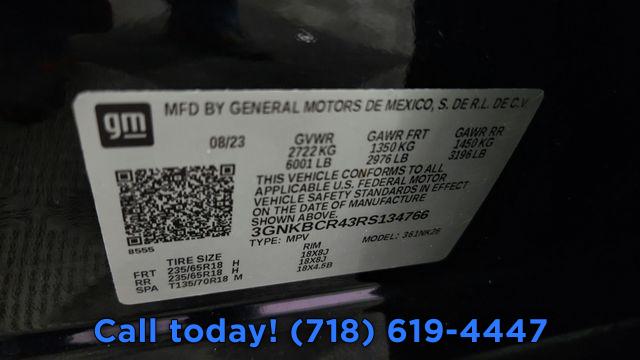 gm
MFD BY GENERAL MOTORS DE MEXICO, S. DE R.L. DE C.V.
08/23 GVWR GAWR FRT GAWR RR
2722 KG 1350 KG 1450 KG
6001 LB 2976 LB 3196 LB
THIS VEHICLE CONFORMS TO ALL
APPLICABLE U.S. FEDERAL MOTOR
VEHICLE SAFETY STANDARDS IN EFFECT
ON THE DATE OF MANUFACTURE
SHOWN ABOVE.
3GNKBCR43RS134766
8555 TYPE: MPV MODEL: 361NK26
TIRE SIZE RIM
FRT 235/65R18 H 18X8J
RR 235/65R18 H 18X8J
SPA T135/70R18 M 18X4.5B
Call today! (718) 619-4447